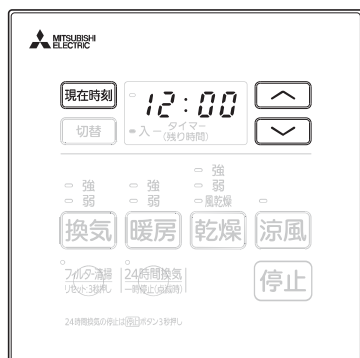 MITSUBISHI
ELECTRIC
現在時刻
12:00
切替
入 タイマー
(残り時間)
強
強 強 弱
弱 弱 風乾燥
換気 暖房 乾燥 涼風
フィルター清掃 24時間換気
リセット3秒押し 一時停止(点滅時)
停止
24時間換気の停止は停止ボタン3秒押し